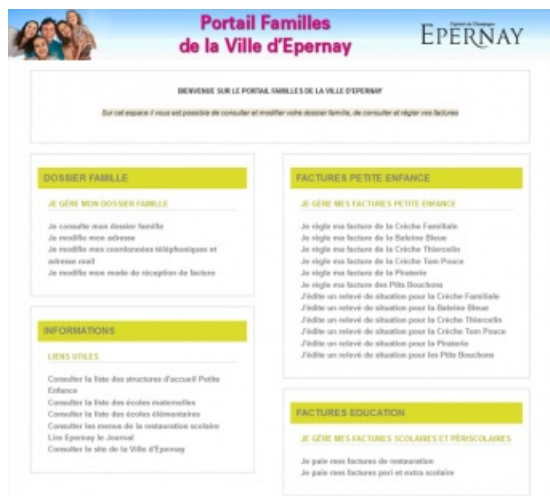 Portail Familles
de la Ville d'Epernay
Capitale du Champagne
EPERNAY
BIENVENUE SUR LE PORTAIL FAMILLES DE LA VILLE D'EPERNAY
Sur cet espace il vous est possible de consulter et modifier votre dossier famille, de consulter et régler vos factures
DOSSIER FAMILLE
JE GÈRE MON DOSSIER FAMILLE
Je consulte mon dossier famille
Je modifie mon adresse
Je modifie mes coordonnées téléphoniques et
adresse mail
Je modifie mon mode de réception de facture
INFORMATIONS
LIENS UTILES
Consulter la liste des structures d'accueil Petite
Enfance
Consulter la liste des écoles maternelles
Consulter la liste des écoles élémentaires
Consulter les menus de la restauration scolaire
Lire Epernay le Journal
Consulter le site de la Ville d'Epernay
FACTURES PETITE ENFANCE
JE GÈRE MES FACTURES PETITE ENFANCE
Je règle ma facture de la Crèche Familiale
Je règle ma facture de la Baleine Bleue
Je règle ma facture de la Crèche Thiercelin
Je règle ma facture de la Crèche Tom Pouce
Je règle ma facture de la Piraterie
Je règle ma facture des Ptits Bouchons
J'édite un relevé de situation pour la Crèche Familiale
J'édite un relevé de situation pour la Baleine Bleue
J'édite un relevé de situation pour la Crèche Thiercelin
J'édite un relevé de situation pour la Crèche Tom Pouce
J'édite un relevé de situation pour la Piraterie
J'édite un relevé de situation pour les Ptits Bouchons
FACTURES EDUCATION
JE GÈRE MES FACTURES SCOLAIRES ET PÉRISCOLAIRES
Je paie mes factures de restauration
Je paie mes factures peri et extra scolaire